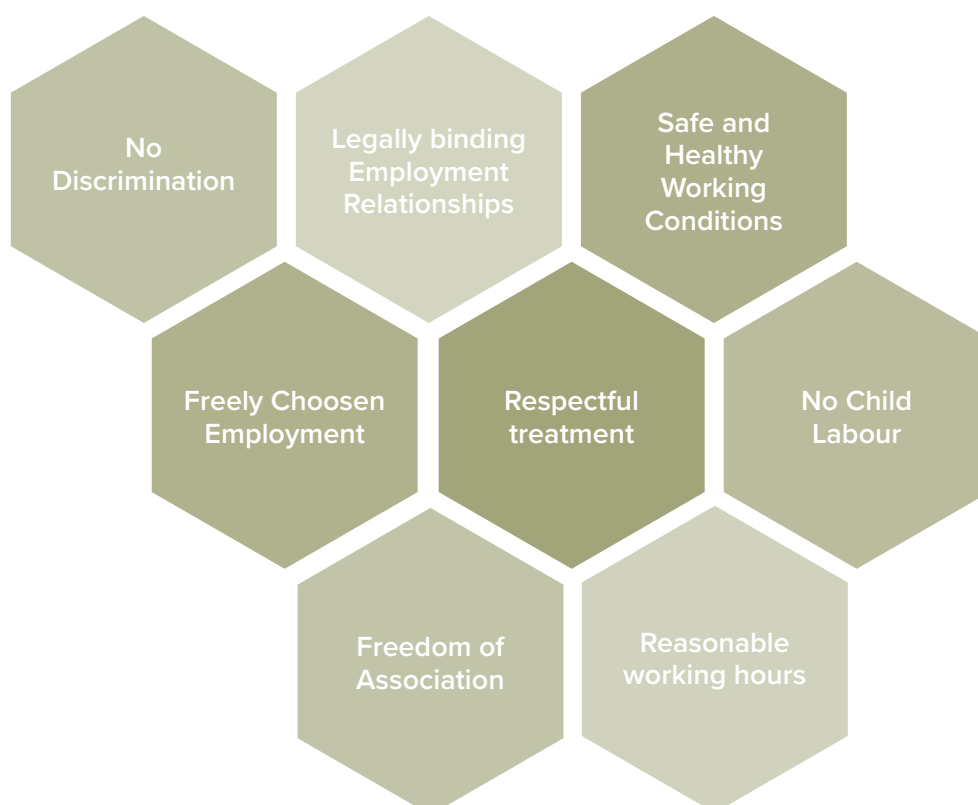 No
Discrimination
Legally binding
Employment
Relationships
Safe and
Healthy
Working
Conditions
Freely Choosen
Employment
Respectful
treatment
No Child
Labour
Freedom of
Association
Reasonable
working hours